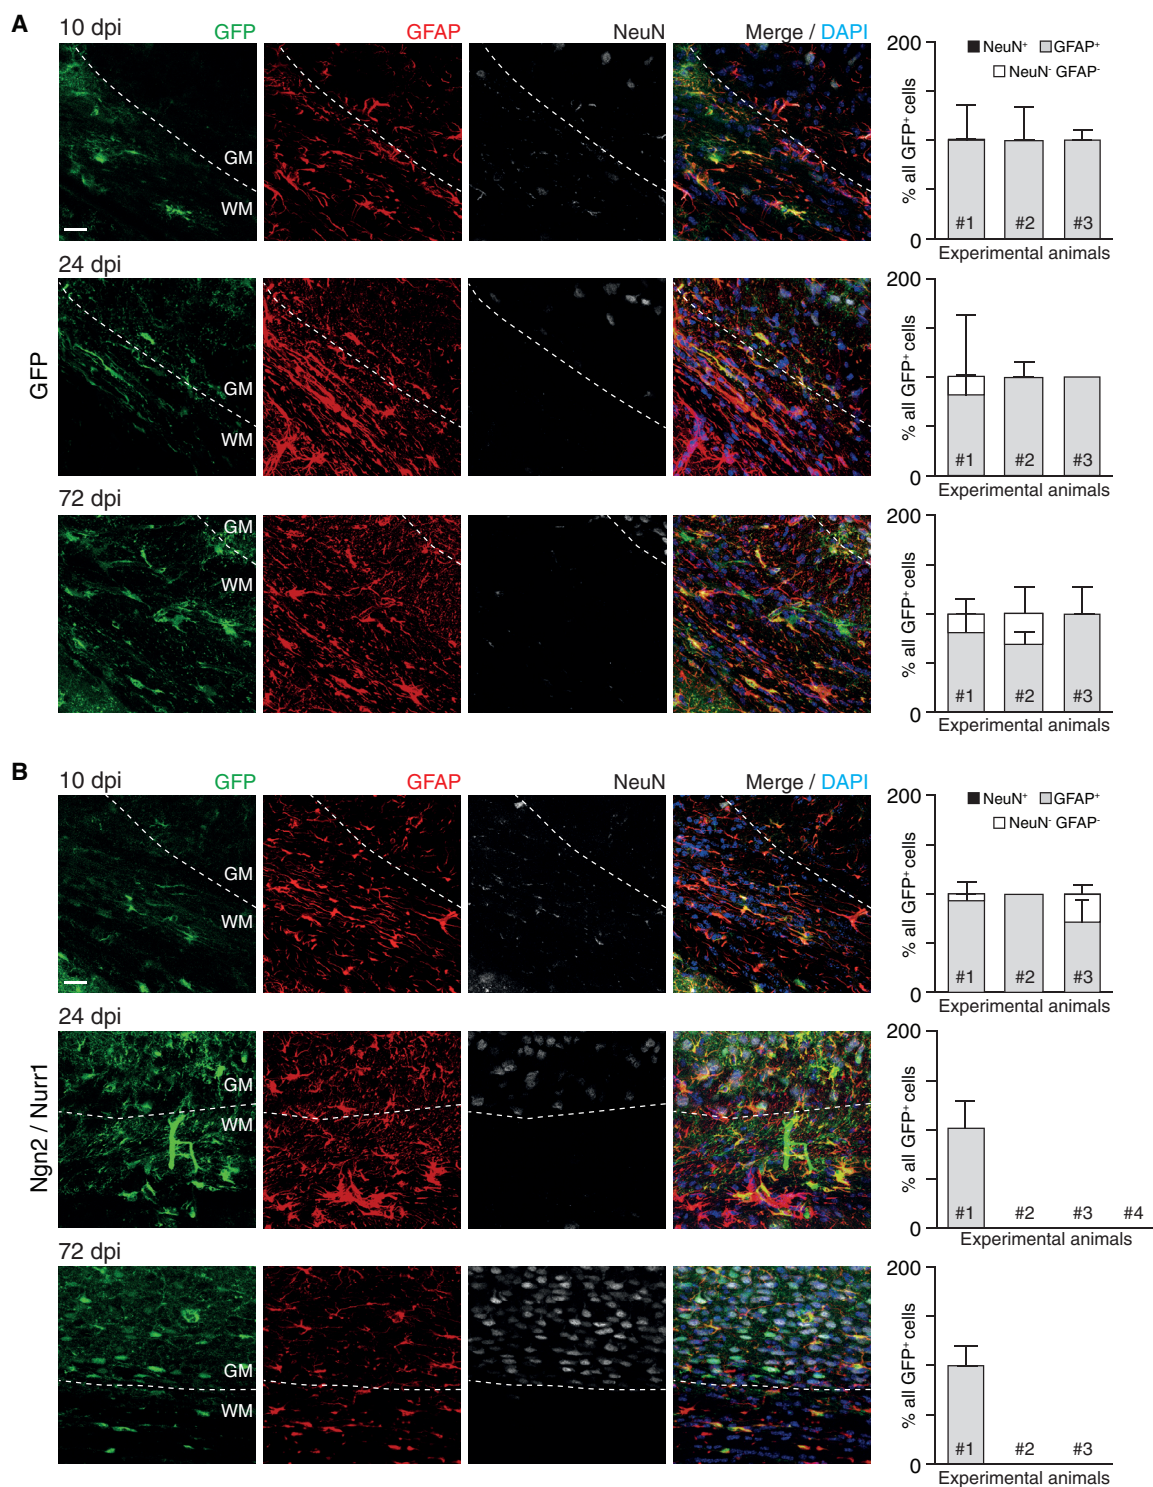 A
10 dpi GFP GFAP NeuN Merge / DAPI
GM
WM
200
NeuN⁺ GFAP⁺
NeuN⁻ GFAP⁻
% all GFP⁺ cells
#1 #2 #3
0
Experimental animals
GFP
24 dpi
GM
WM
200
% all GFP⁺ cells
#1 #2 #3
0
Experimental animals
72 dpi
GM
WM
200
% all GFP⁺ cells
#1 #2 #3
0
Experimental animals
B
10 dpi GFP GFAP NeuN Merge / DAPI
GM
WM
200
NeuN⁺ GFAP⁺
NeuN⁻ GFAP⁻
% all GFP⁺ cells
#1 #2 #3
0
Experimental animals
Ngn2 / Nurr1
24 dpi
GM
WM
200
% all GFP⁺ cells
#1 #2 #3 #4
0
Experimental animals
72 dpi
GM
WM
200
% all GFP⁺ cells
#1 #2 #3
0
Experimental animals